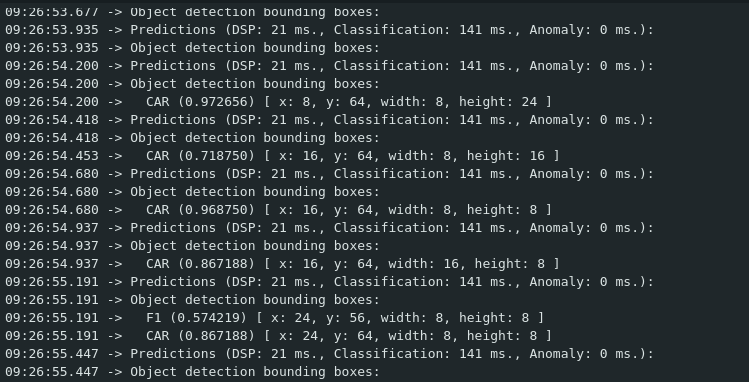 09:26:53.677 -> Object detection bounding boxes:
09:26:53.935 -> Predictions (DSP: 21 ms., Classification: 141 ms., Anomaly: 0 ms.):
09:26:53.935 -> Object detection bounding boxes:
09:26:54.200 -> Predictions (DSP: 21 ms., Classification: 141 ms., Anomaly: 0 ms.):
09:26:54.200 -> Object detection bounding boxes:
09:26:54.200 ->   CAR (0.972656) [ x: 8, y: 64, width: 8, height: 24 ]
09:26:54.418 -> Predictions (DSP: 21 ms., Classification: 141 ms., Anomaly: 0 ms.):
09:26:54.418 -> Object detection bounding boxes:
09:26:54.453 ->   CAR (0.718750) [ x: 16, y: 64, width: 8, height: 16 ]
09:26:54.680 -> Predictions (DSP: 21 ms., Classification: 141 ms., Anomaly: 0 ms.):
09:26:54.680 -> Object detection bounding boxes:
09:26:54.680 ->   CAR (0.968750) [ x: 16, y: 64, width: 8, height: 8 ]
09:26:54.937 -> Predictions (DSP: 21 ms., Classification: 141 ms., Anomaly: 0 ms.):
09:26:54.937 -> Object detection bounding boxes:
09:26:54.937 ->   CAR (0.867188) [ x: 16, y: 64, width: 16, height: 8 ]
09:26:55.191 -> Predictions (DSP: 21 ms., Classification: 141 ms., Anomaly: 0 ms.):
09:26:55.191 -> Object detection bounding boxes:
09:26:55.191 ->   F1 (0.574219) [ x: 24, y: 56, width: 8, height: 8 ]
09:26:55.191 ->   CAR (0.867188) [ x: 24, y: 64, width: 8, height: 8 ]
09:26:55.447 -> Predictions (DSP: 21 ms., Classification: 141 ms., Anomaly: 0 ms.):
09:26:55.447 -> Object detection bounding boxes: